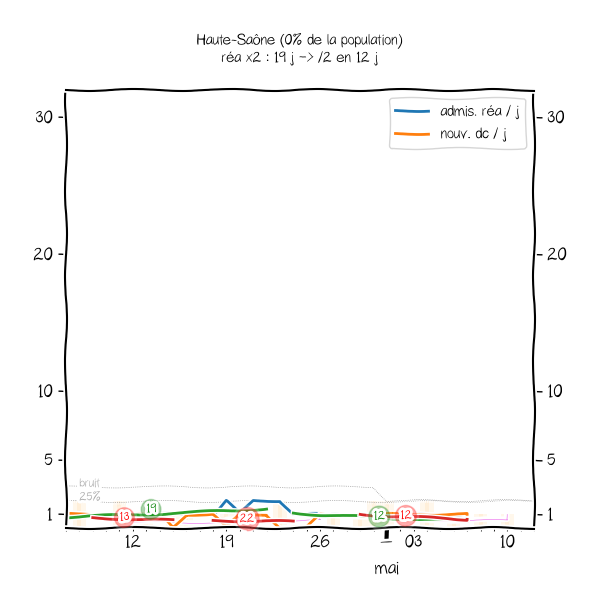 Haute-Saône (0% de la population)
réa x2 : 19 j -> /2 en 12 j
admis. réa / j
nouv. dc / j
30 30
20 20
10 10
5 5
bruit
25%
1 1
13 19 22 12 12
12 19 26 1 03 10
mai